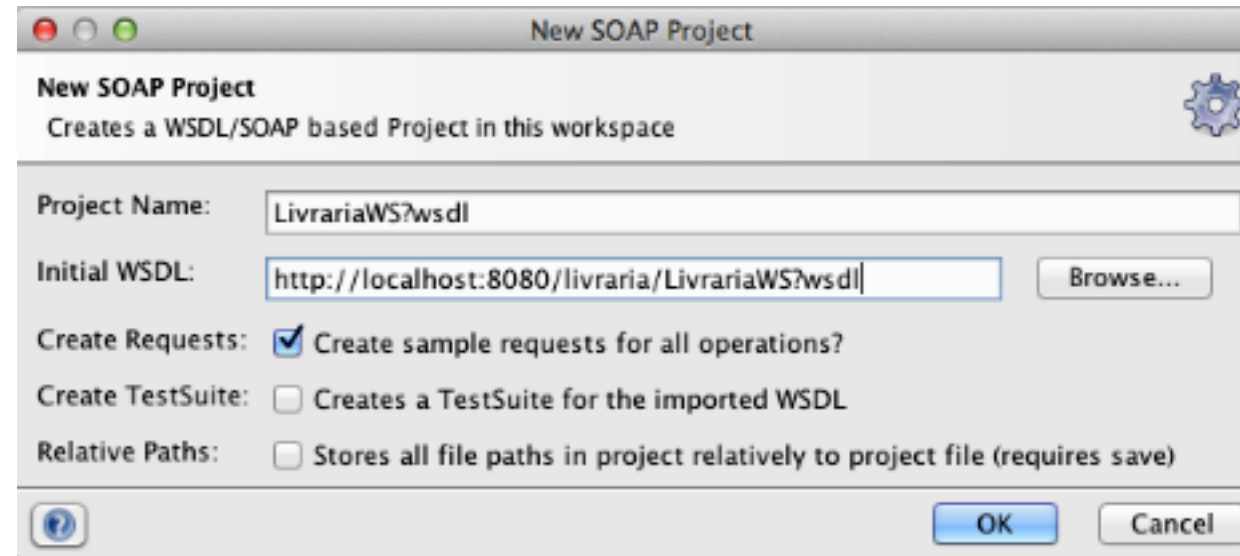 New SOAP Project
New SOAP Project
Creates a WSDL/SOAP based Project in this workspace
Project Name: LivrariaWS?wsdl
Initial WSDL: http://localhost:8080/livraria/LivrariaWS?wsdl Browse...
Create Requests: Create sample requests for all operations?
Create TestSuite: Creates a TestSuite for the imported WSDL
Relative Paths: Stores all file paths in project relatively to project file (requires save)
? OK Cancel